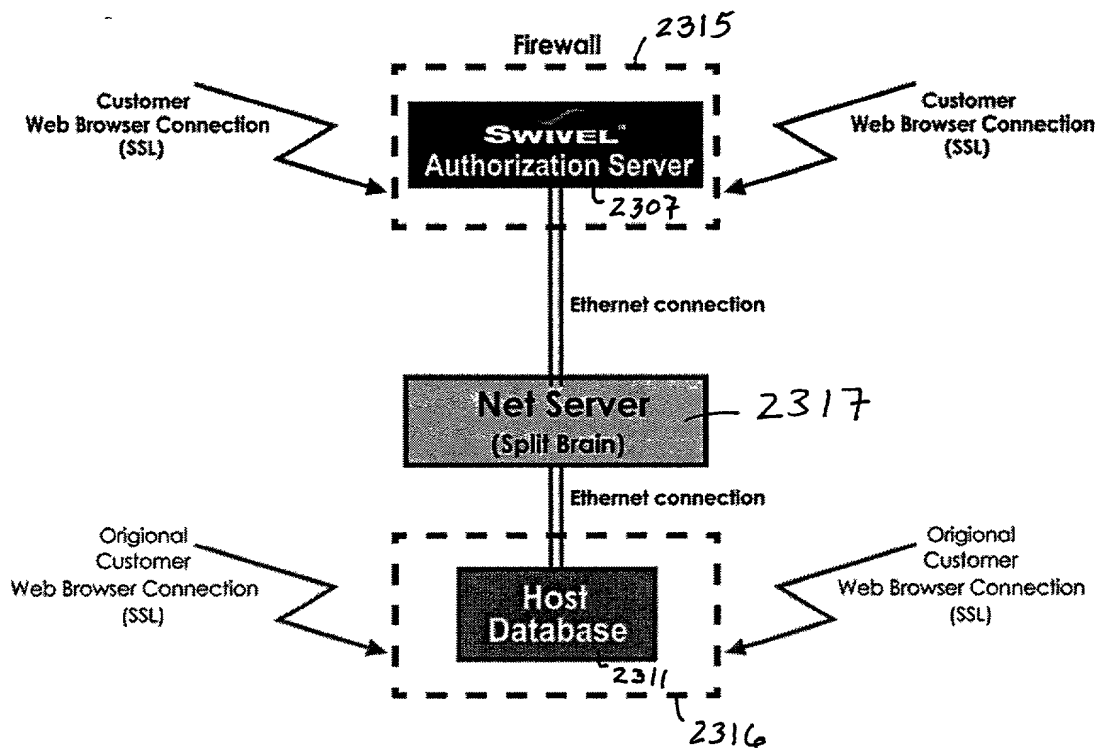 Firewall
2315
Customer
Web Browser Connection
(SSL)
SWIVEL
Authorization Server
2307
Customer
Web Browser Connection
(SSL)
Ethernet connection
Net Server
(Split Brain)
2317
Ethernet connection
Origional
Customer
Web Browser Connection
(SSL)
Host
Database
2311
Origional
Customer
Web Browser Connection
(SSL)
2316